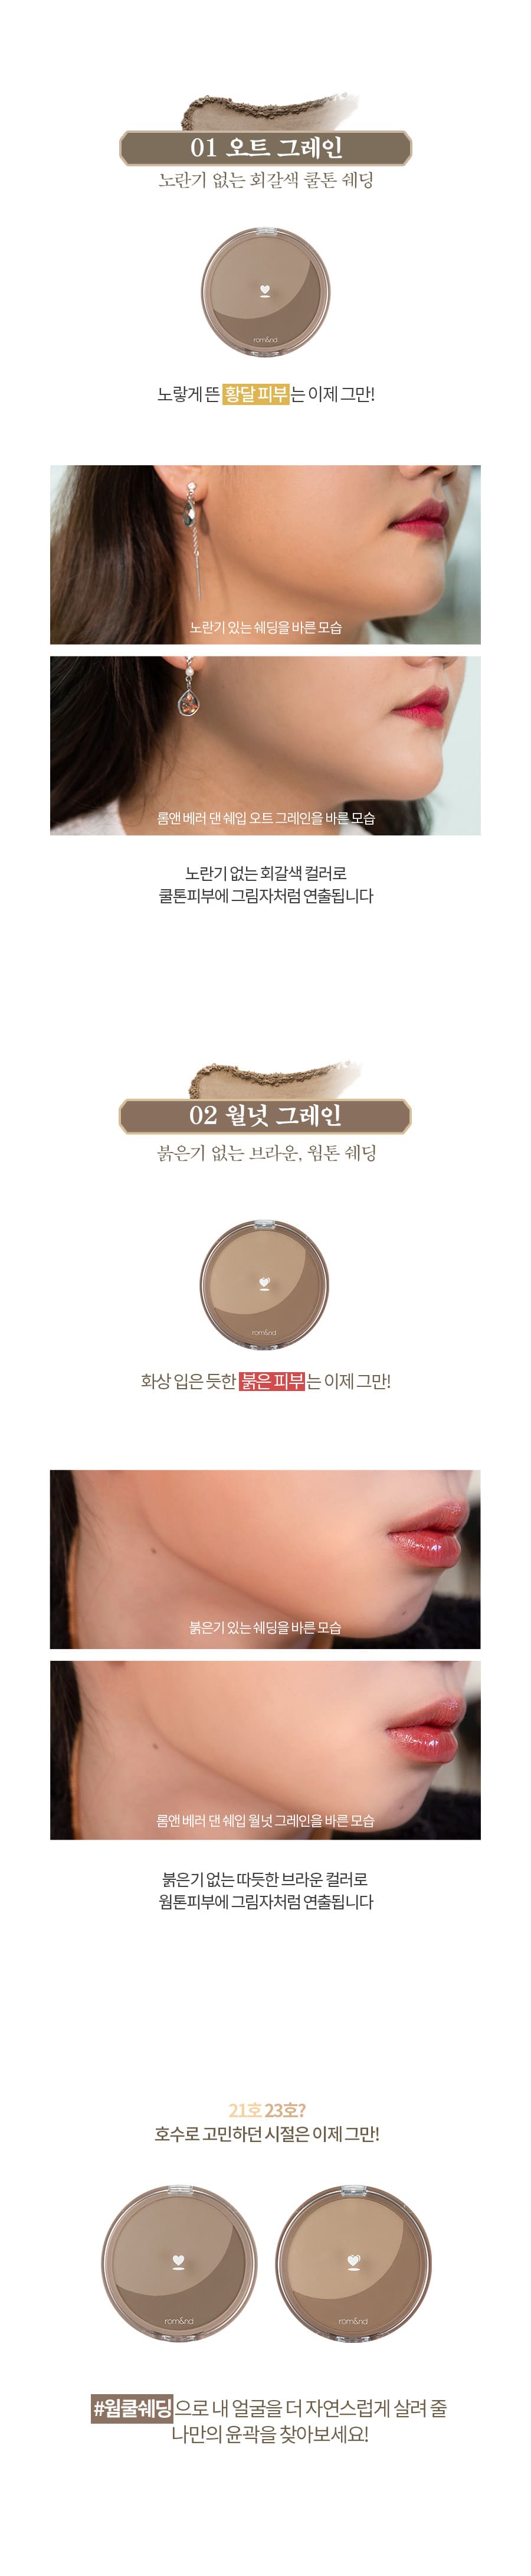 01 오트 그레인
노란기 없는 회갈색 쿨톤 쉐딩
rom&nd
노랗게 뜬 황달 피부는 이제 그만!
노란기 있는 쉐딩을 바른 모습
롬앤 베러 댄 쉐입 오트 그레인을 바른 모습
노란기 없는 회갈색 컬러로
쿨톤피부에 그림자처럼 연출됩니다
02 월넛 그레인
붉은기 없는 브라운, 웜톤 쉐딩
rom&nd
화상 입은 듯한 붉은 피부는 이제 그만!
붉은기 있는 쉐딩을 바른 모습
롬앤 베러 댄 쉐입 월넛 그레인을 바른 모습
붉은기 없는 따듯한 브라운 컬러로
웜톤피부에 그림자처럼 연출됩니다
21호 23호?
호수로 고민하던 시절은 이제 그만!
rom&nd rom&nd
#웜쿨쉐딩으로 내 얼굴을 더 자연스럽게 살려 줄
나만의 윤곽을 찾아보세요!